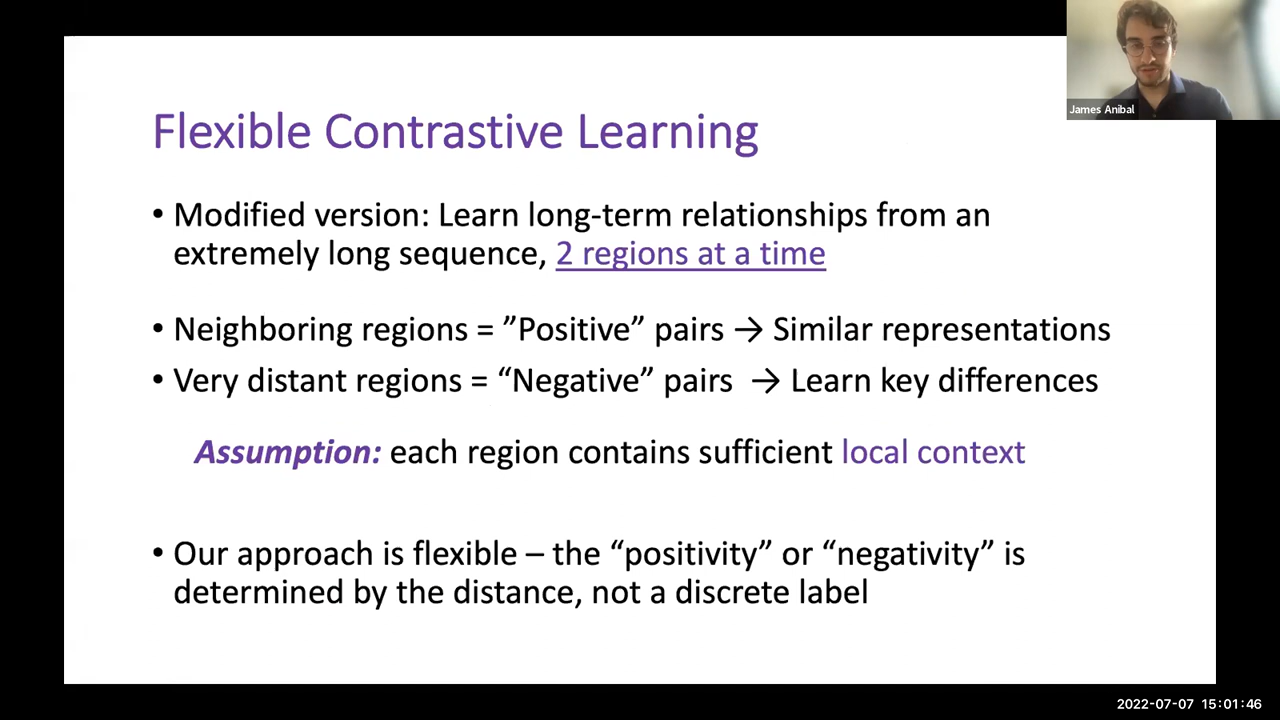 James Anibal
Flexible Contrastive Learning
• Modified version: Learn long-term relationships from an
extremely long sequence, 2 regions at a time
• Neighboring regions = ”Positive” pairs → Similar representations
• Very distant regions = “Negative” pairs → Learn key differences
Assumption: each region contains sufficient local context
• Our approach is flexible – the “positivity” or “negativity” is
determined by the distance, not a discrete label
2022-07-07 15:01:46